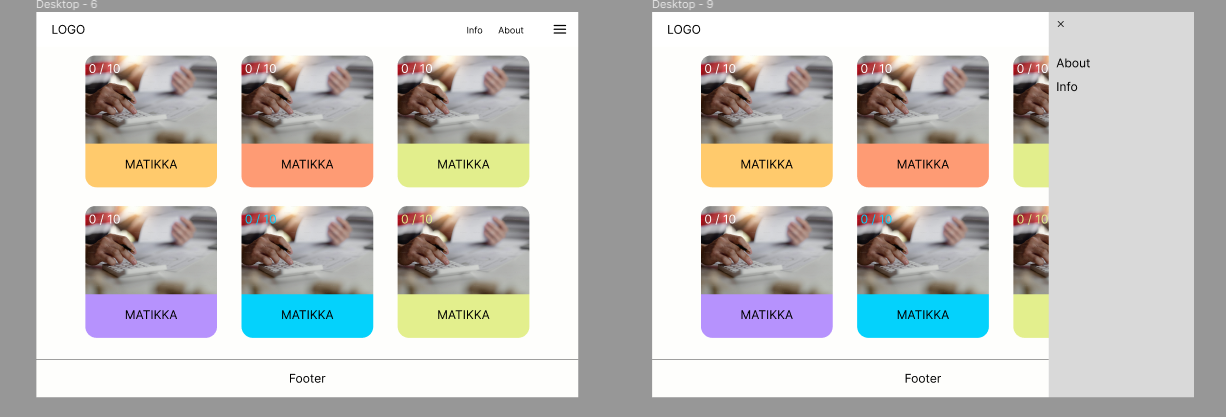 Desktop - 6
LOGO
Info About
0 / 10 0 / 10 0 / 10
MATIKKA MATIKKA MATIKKA
0 / 10 0 / 10 0 / 10
MATIKKA MATIKKA MATIKKA
Footer
Desktop - 9
LOGO
×
About
Info
0 / 10 0 / 10 0 / 10
MATIKKA MATIKKA
0 / 10 0 / 10 0 / 10
MATIKKA MATIKKA
Footer